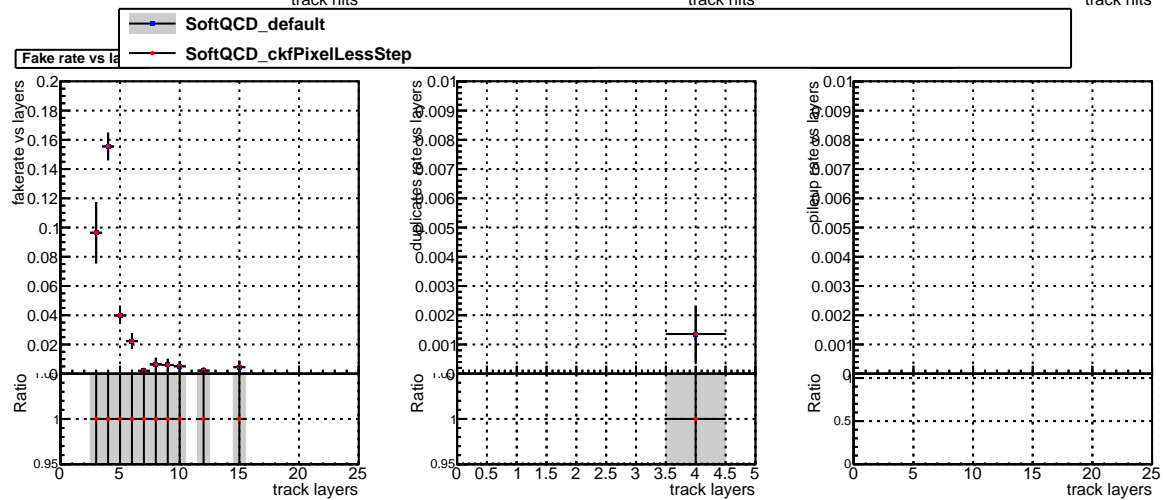 track hits track hits track hits
SoftQCD_default
SoftQCD_ckfPixelLessStep
Fake rate vs la
fakerate vs layers
0.2
0.18
0.16
0.14
0.12
0.1
0.08
0.06
0.04
0.02
0
Ratio
1
0.95
0 5 10 15 20 25
track layers
duplicates rate vs layers
0.01
0.009
0.008
0.007
0.006
0.005
0.004
0.003
0.002
0.001
0
Ratio
1
0.95
0 0.5 1 1.5 2 2.5 3 3.5 4 4.5 5
track layers
pileup rate vs layers
0.01
0.009
0.008
0.007
0.006
0.005
0.004
0.003
0.002
0.001
0
Ratio
1
0.5
0
0 5 10 15 20 25
track layers